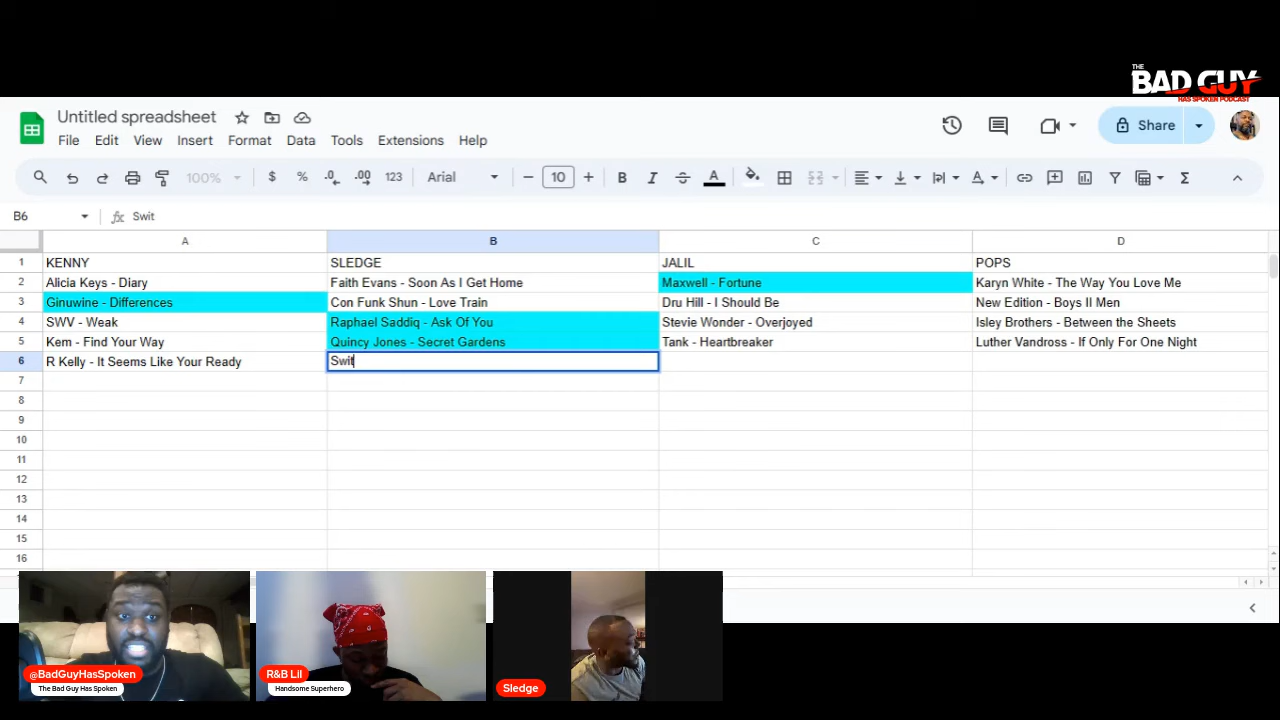 THE
BAD GUY
HAS SPOKEN PODCAST
Untitled spreadsheet
File Edit View Insert Format Data Tools Extensions Help
Share
100% $ % .0 .00 123 Arial 10 B I A Σ
B6 fx Swit
A B C D
1 KENNY SLEDGE JALIL POPS
2 Alicia Keys - Diary Faith Evans - Soon As I Get Home Maxwell - Fortune Karyn White - The Way You Love Me
3 Ginuwine - Differences Con Funk Shun - Love Train Dru Hill - I Should Be New Edition - Boys II Men
4 SWV - Weak Raphael Saddiq - Ask Of You Stevie Wonder - Overjoyed Isley Brothers - Between the Sheets
5 Kem - Find Your Way Quincy Jones - Secret Gardens Tank - Heartbreaker Luther Vandross - If Only For One Night
6 R Kelly - It Seems Like Your Ready Swit
7
8
9
10
11
12
13
14
15
16
@BadGuyHasSpoken
The Bad Guy Has Spoken
R&B Lil
Handsome Superhero
Sledge